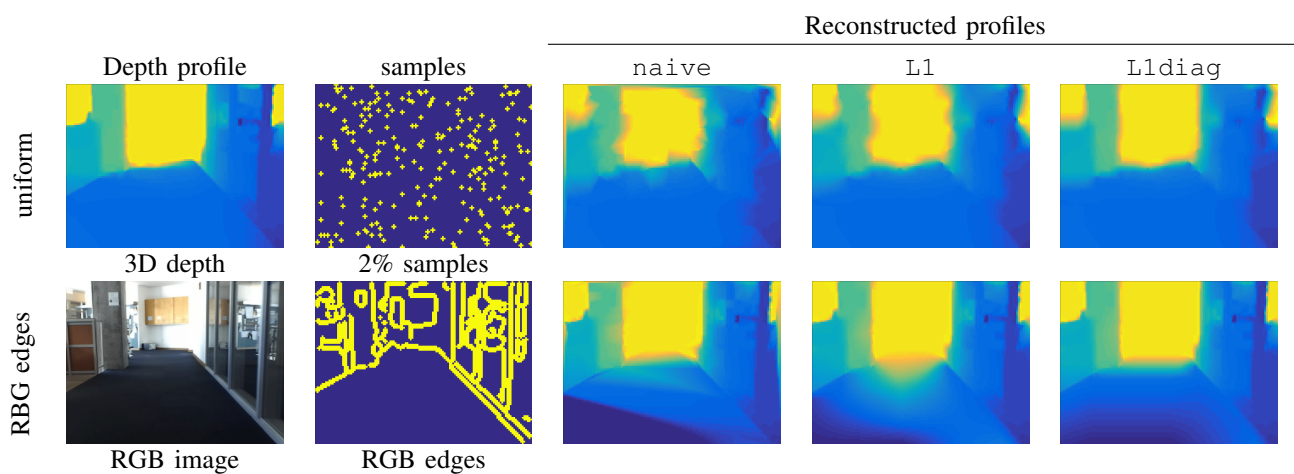 Reconstructed profiles
Depth profile samples naive L1 L1diag
uniform
3D depth 2% samples
RBG edges
RGB image RGB edges